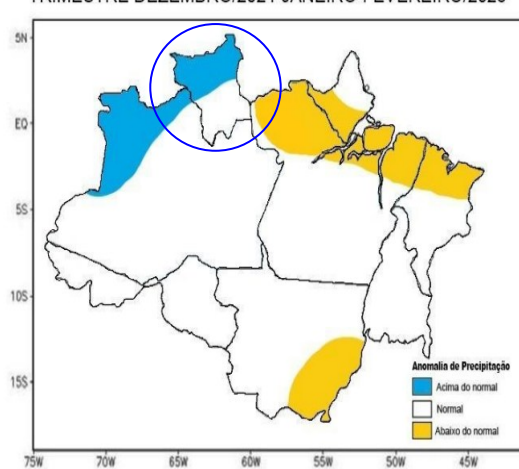 TRIMESTRE DEZEMBRO/2024 JANEIRO FEVEREIRO/2025
5N
EQ
5S
10S
15S
Anomalia de Precipitação
Acima do normal
Normal
Abaixo do normal
75W 70W 65W 60W 55W 50W 45W